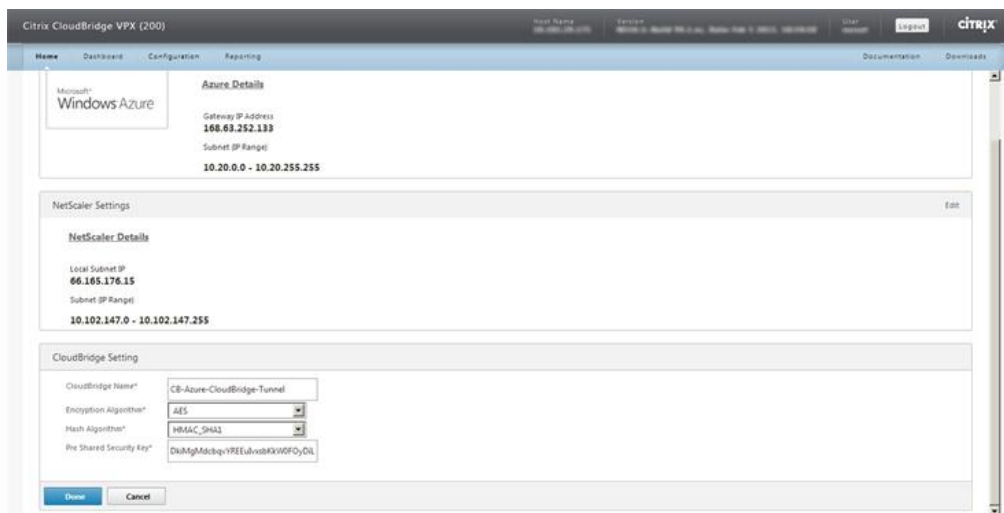 Citrix CloudBridge VPX (200)
Host Name
Version
User
Logout
CITRIX
Home Dashboard Configuration Reporting Documentation Downloads
Microsoft®
Windows Azure
Azure Details
Gateway IP Address
168.63.252.133
Subnet (IP Range)
10.20.0.0 - 10.20.255.255
NetScaler Settings
Edit
NetScaler Details
Local Subnet IP
66.165.176.15
Subnet (IP Range)
10.102.147.0 - 10.102.147.255
CloudBridge Setting
CloudBridge Name* CB-Azure-CloudBridge-Tunnel
Encryption Algorithm* AES
Hash Algorithm* HMAC_SHA1
Pre Shared Security Key*
Done Cancel